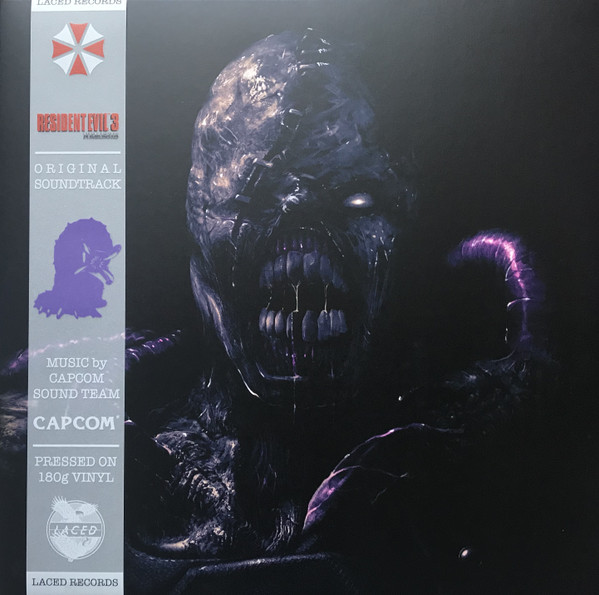 LACED RECORDS
RESIDENT EVIL 3
ORIGINAL
SOUNDTRACK
MUSIC by
CAPCOM
SOUND TEAM
CAPCOM
PRESSED ON
180g VINYL
LACED
LACED RECORDS